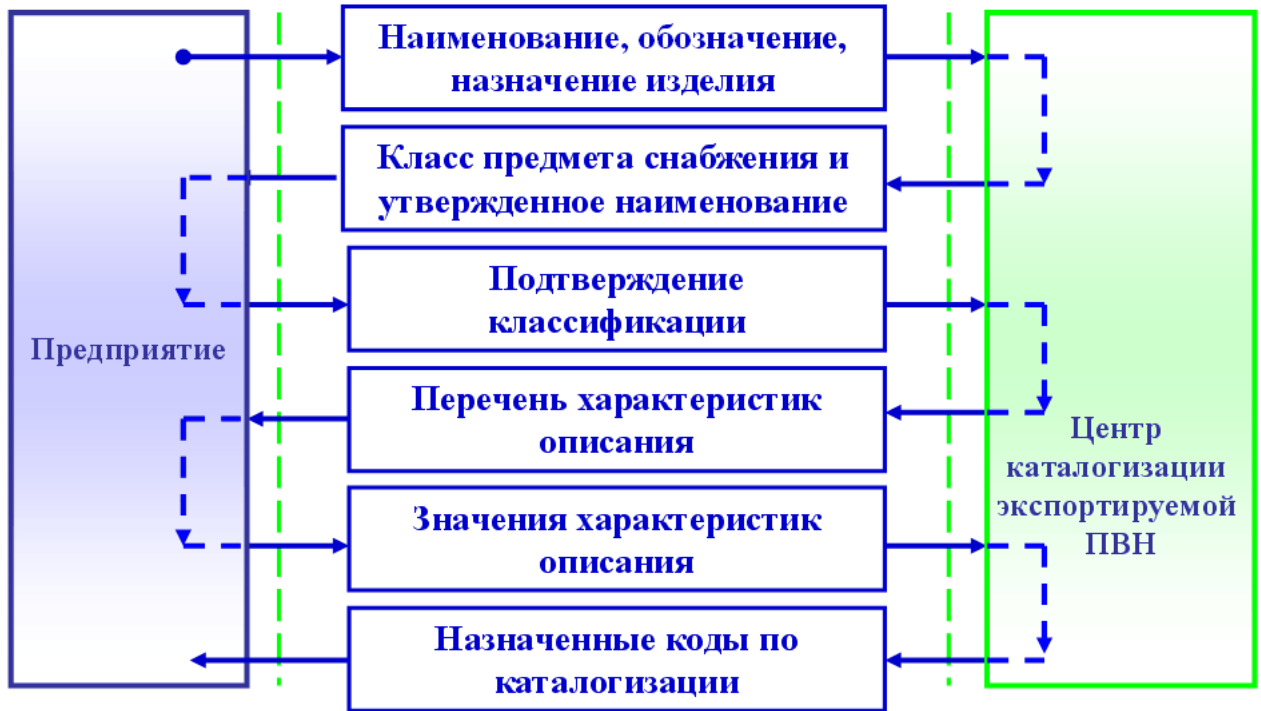 Наименование, обозначение,
назначение изделия
Класс предмета снабжения и
утвержденное наименование
Подтверждение
классификации
Предприятие
Перечень характеристик
описания
Центр
каталогизации
экспортируемой
ПВН
Значения характеристик
описания
Назначенные коды по
каталогизации